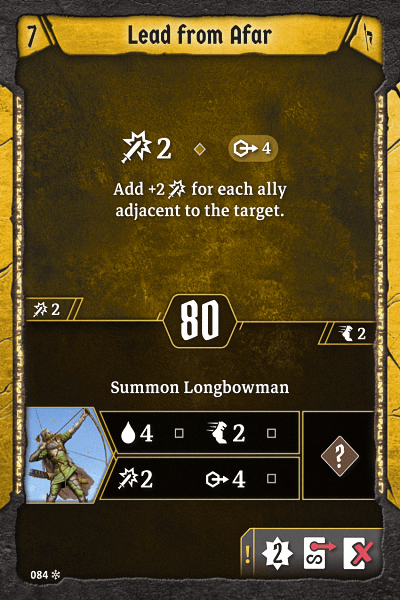 7
Lead from Afar
2
4
Add +2 for each ally
adjacent to the target.
2
80
2
Summon Longbowman
4 2
2 4
?
! 2
084